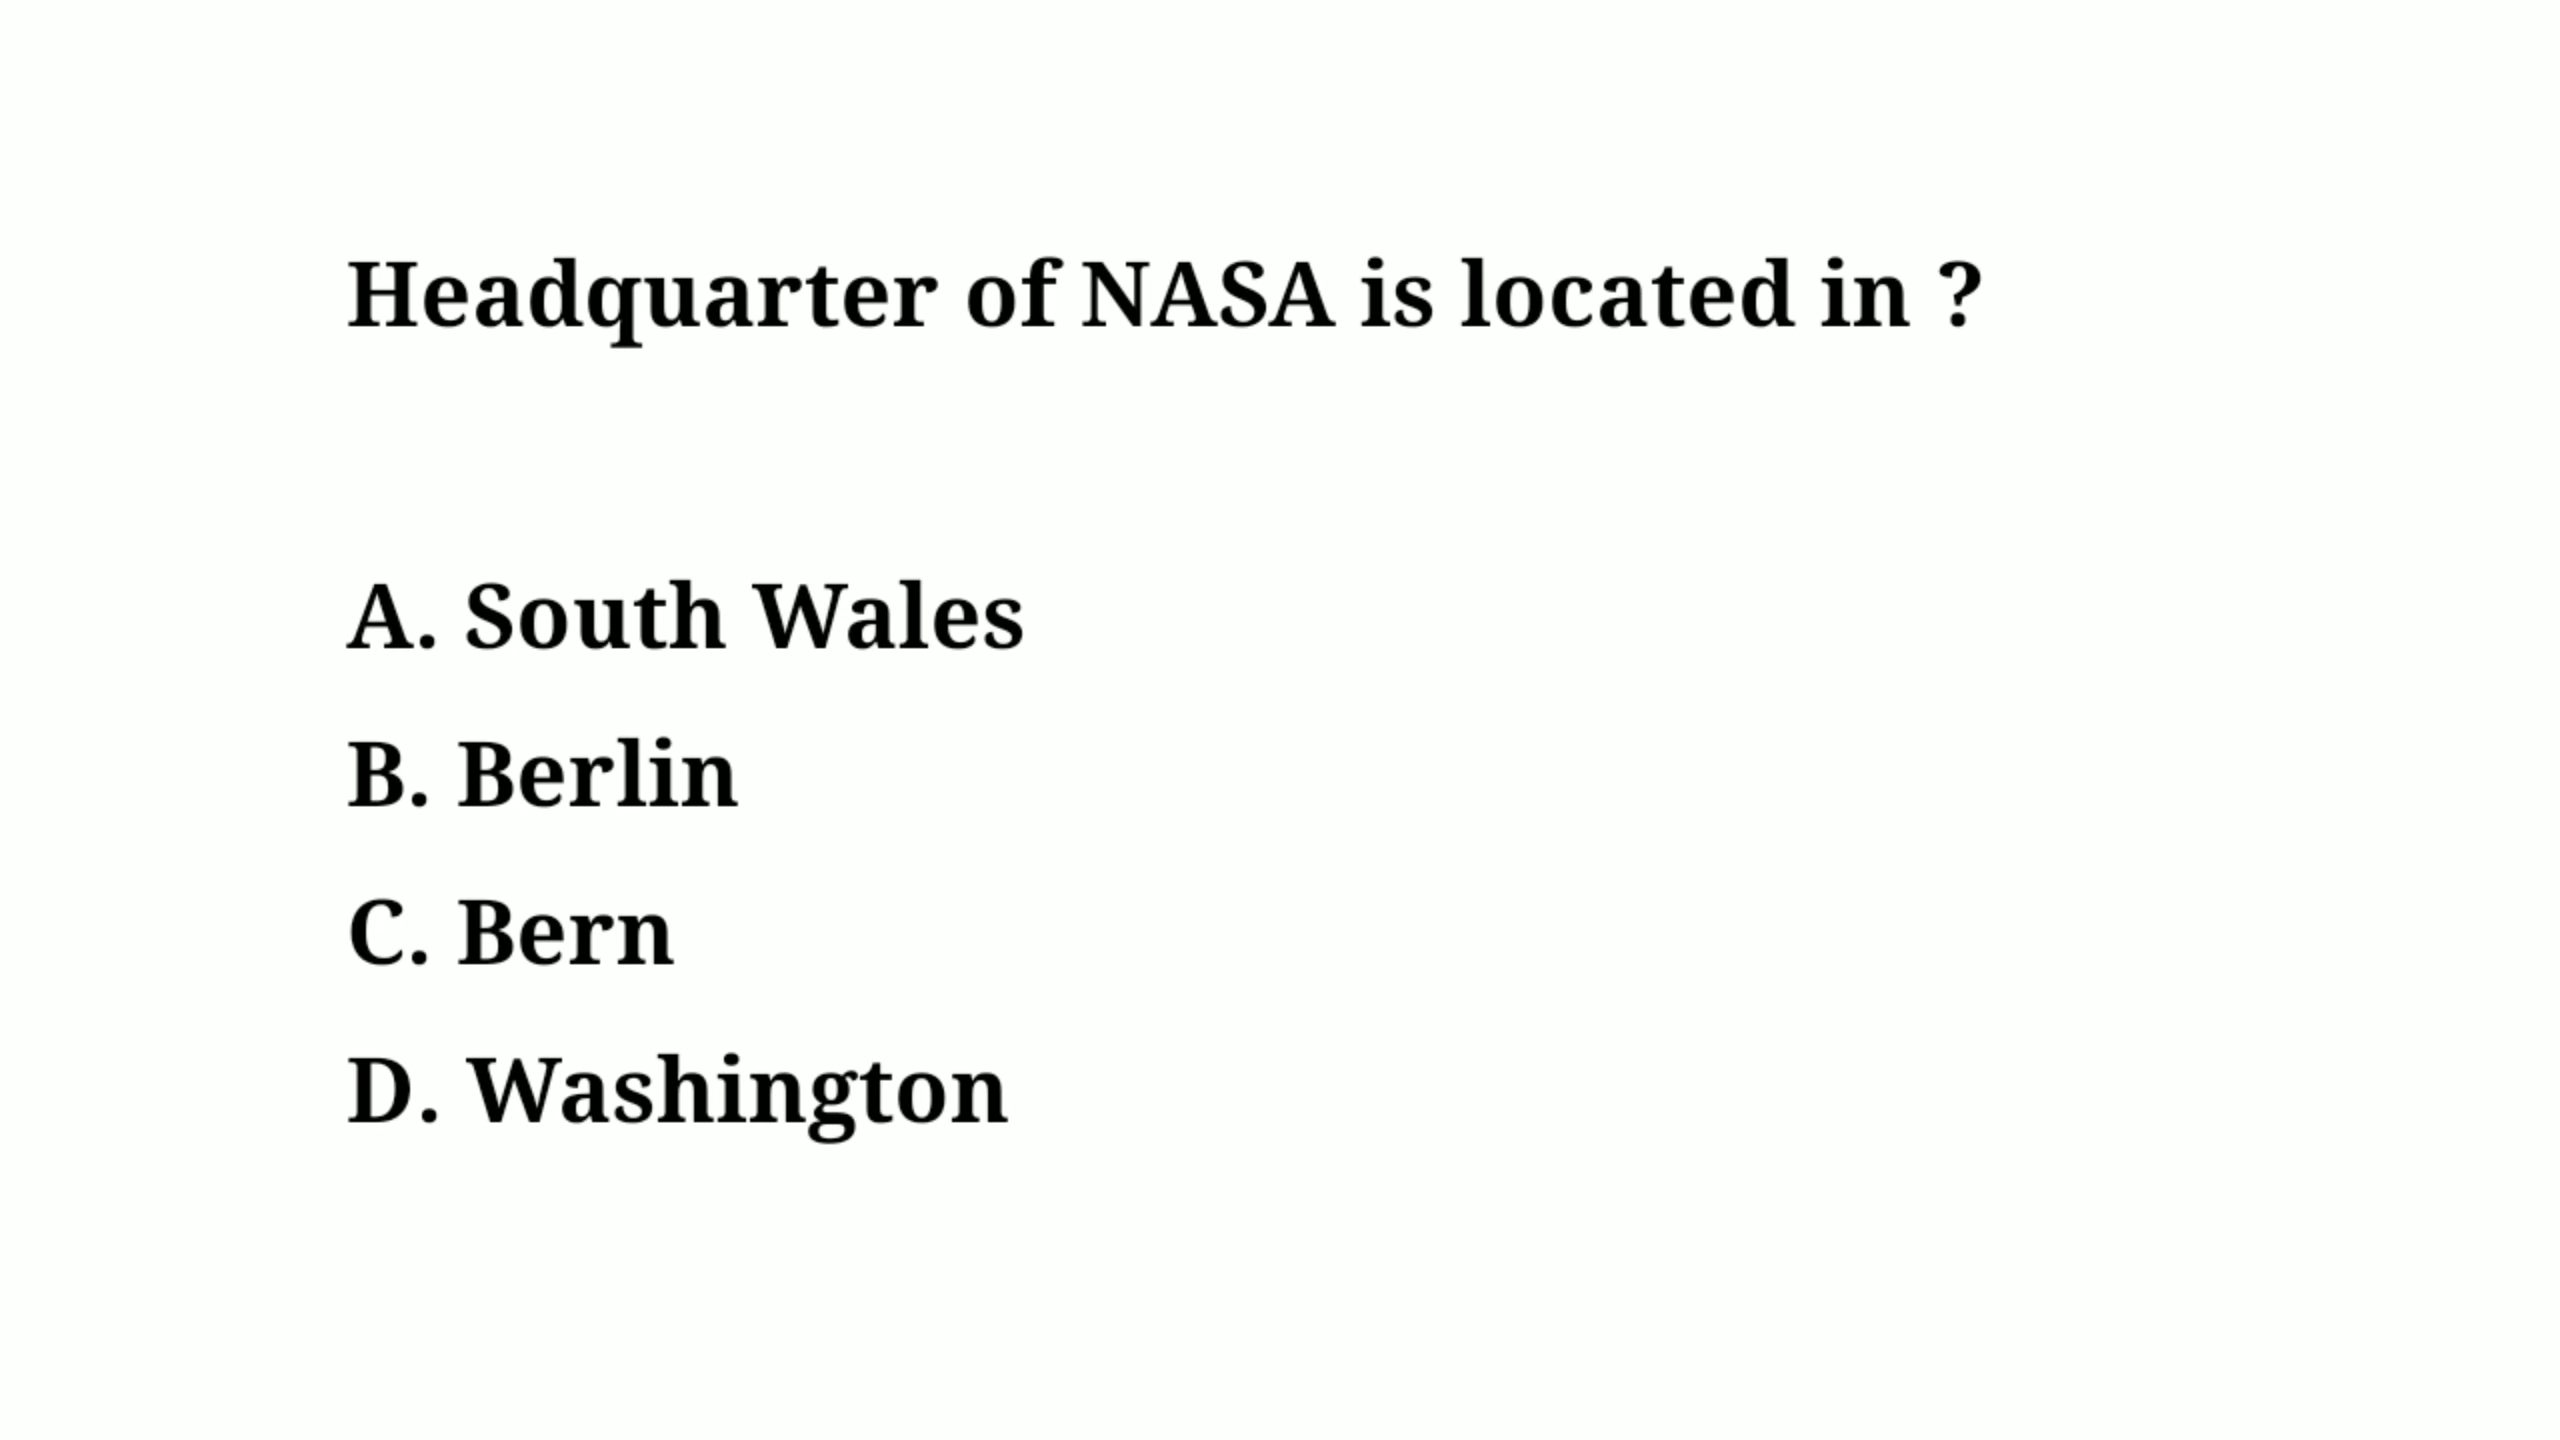 Headquarter of NASA is located in ?
A. South Wales
B. Berlin
C. Bern
D. Washington